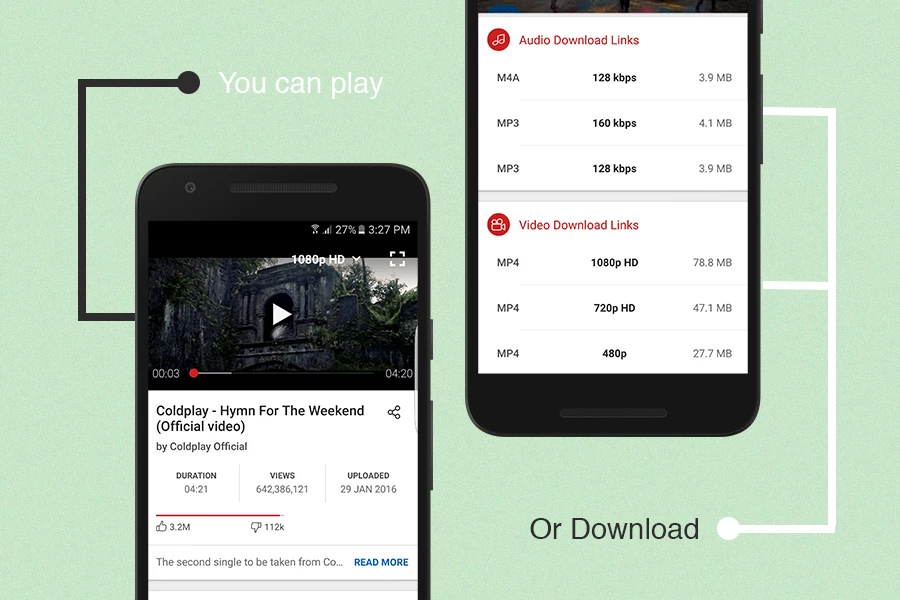 You can play
27% 3:27 PM
1080p HD
00:03
04:20
Coldplay - Hymn For The Weekend
(Official video)
by Coldplay Official
DURATION VIEWS UPLOADED
04:21 642,386,121 29 JAN 2016
3.2M 112k
The second single to be taken from Co... READ MORE
Audio Download Links
M4A 128 kbps 3.9 MB
MP3 160 kbps 4.1 MB
MP3 128 kbps 3.9 MB
Video Download Links
MP4 1080p HD 78.8 MB
MP4 720p HD 47.1 MB
MP4 480p 27.7 MB
Or Download